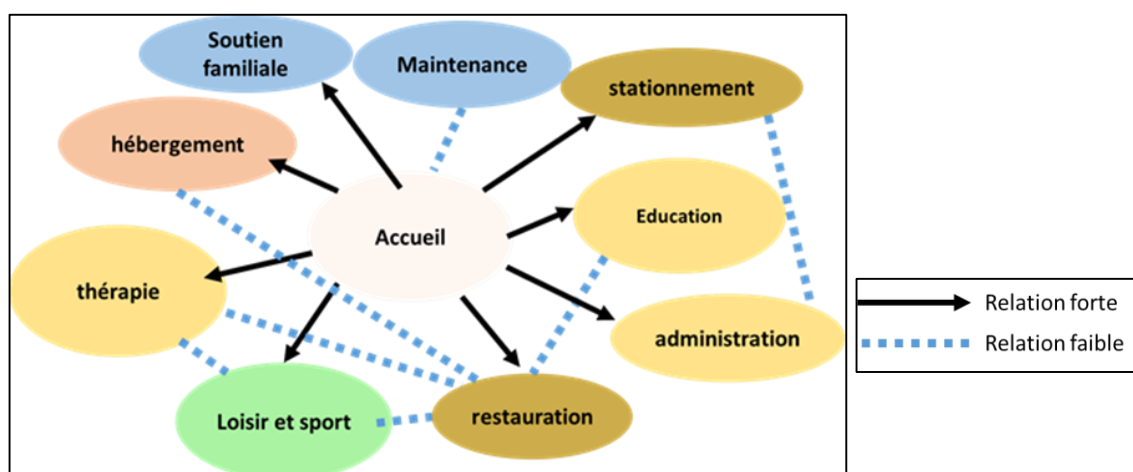 Soutien
familiale
Maintenance
stationnement
hébergement
Education
Accueil
thérapie
administration
Loisir et sport
restauration
Relation forte
Relation faible